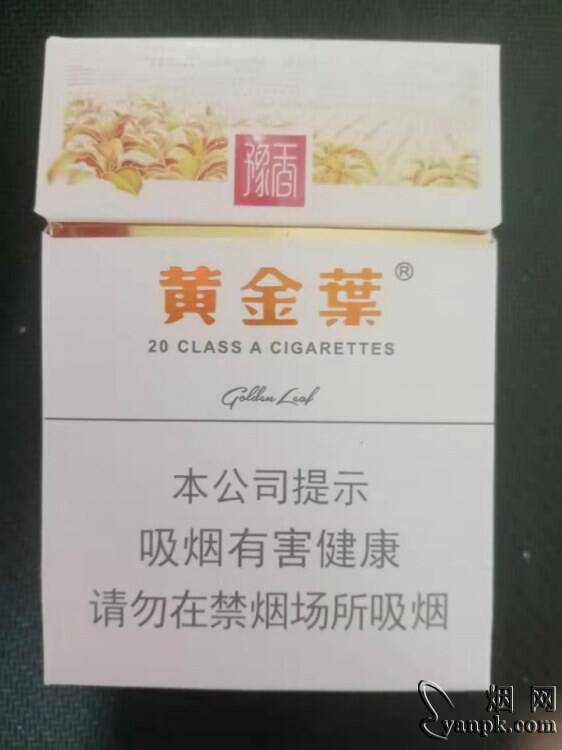 豫香
黄金葉®
20 CLASS A CIGARETTES
Golden Leaf
本公司提示
吸烟有害健康
请勿在禁烟场所吸烟
烟网
yanpk.com